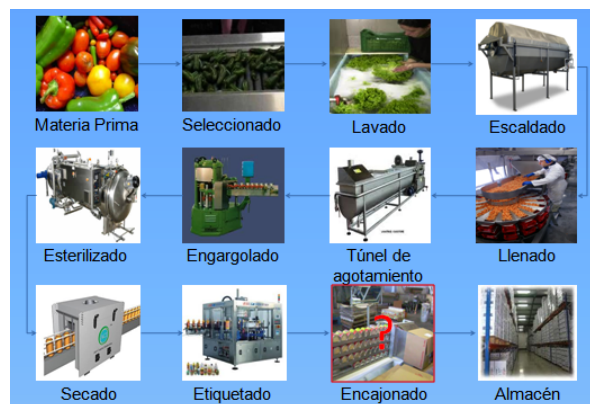 Materia Prima
Seleccionado
Lavado
Escaldado
Llenado
Túnel de
agotamiento
Engargolado
Esterilizado
Secado
Etiquetado
?
Encajonado
Almacén